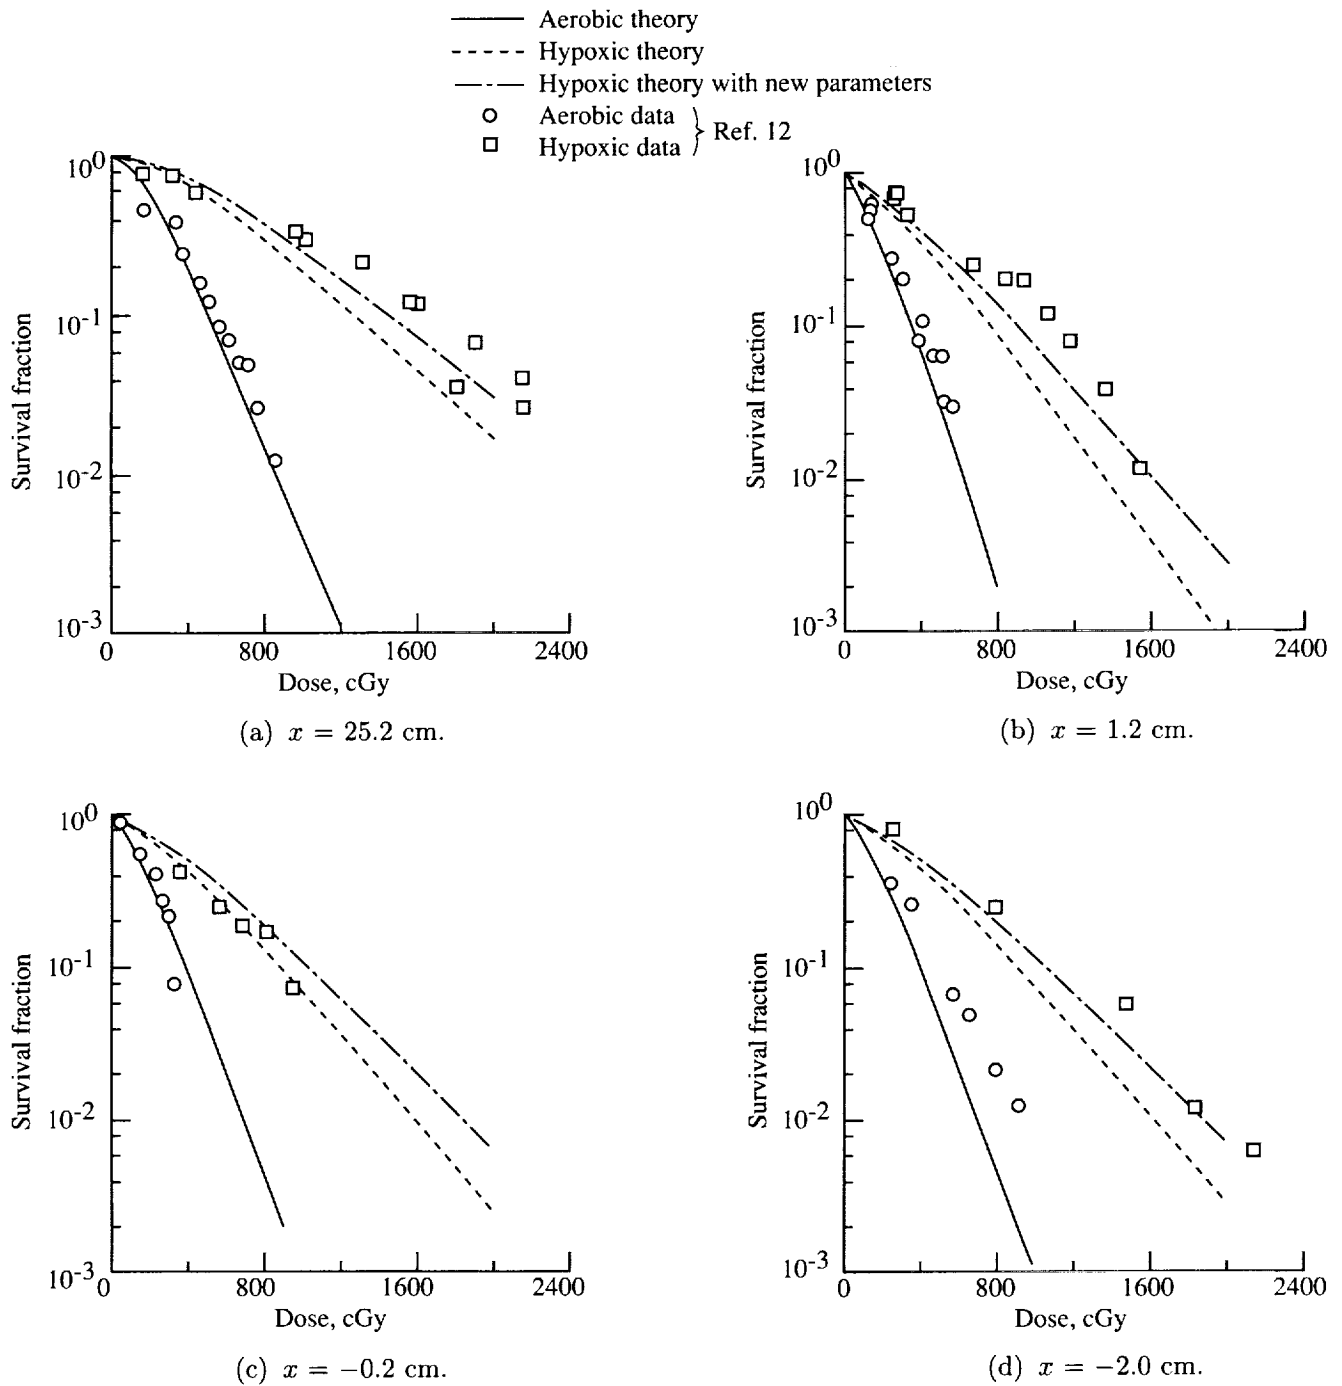 Aerobic theory
Hypoxic theory
Hypoxic theory with new parameters
Aerobic data
Hypoxic data
} Ref. 12
10^0
10^-1
10^-2
10^-3
Survival fraction
0 800 1600 2400
Dose, cGy
(a) x = 25.2 cm.
10^0
10^-1
10^-2
10^-3
Survival fraction
0 800 1600 2400
Dose, cGy
(b) x = 1.2 cm.
10^0
10^-1
10^-2
10^-3
Survival fraction
0 800 1600 2400
Dose, cGy
(c) x = −0.2 cm.
10^0
10^-1
10^-2
10^-3
Survival fraction
0 800 1600 2400
Dose, cGy
(d) x = −2.0 cm.